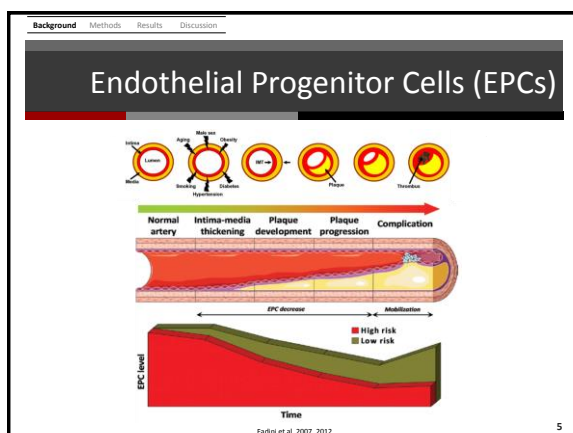 Background Methods Results Discussion
Endothelial Progenitor Cells (EPCs)
Male sex
Aging Obesity
Intima
Lumen
IMT
Media
Smoking Diabetes
Hypertension
Plaque
Thrombus
Normal artery
Intima-media thickening
Plaque development
Plaque progression
Complication
EPC decrease
Mobilization
High risk
Low risk
EPC level
Time
Fadini et al. 2007, 2012
5